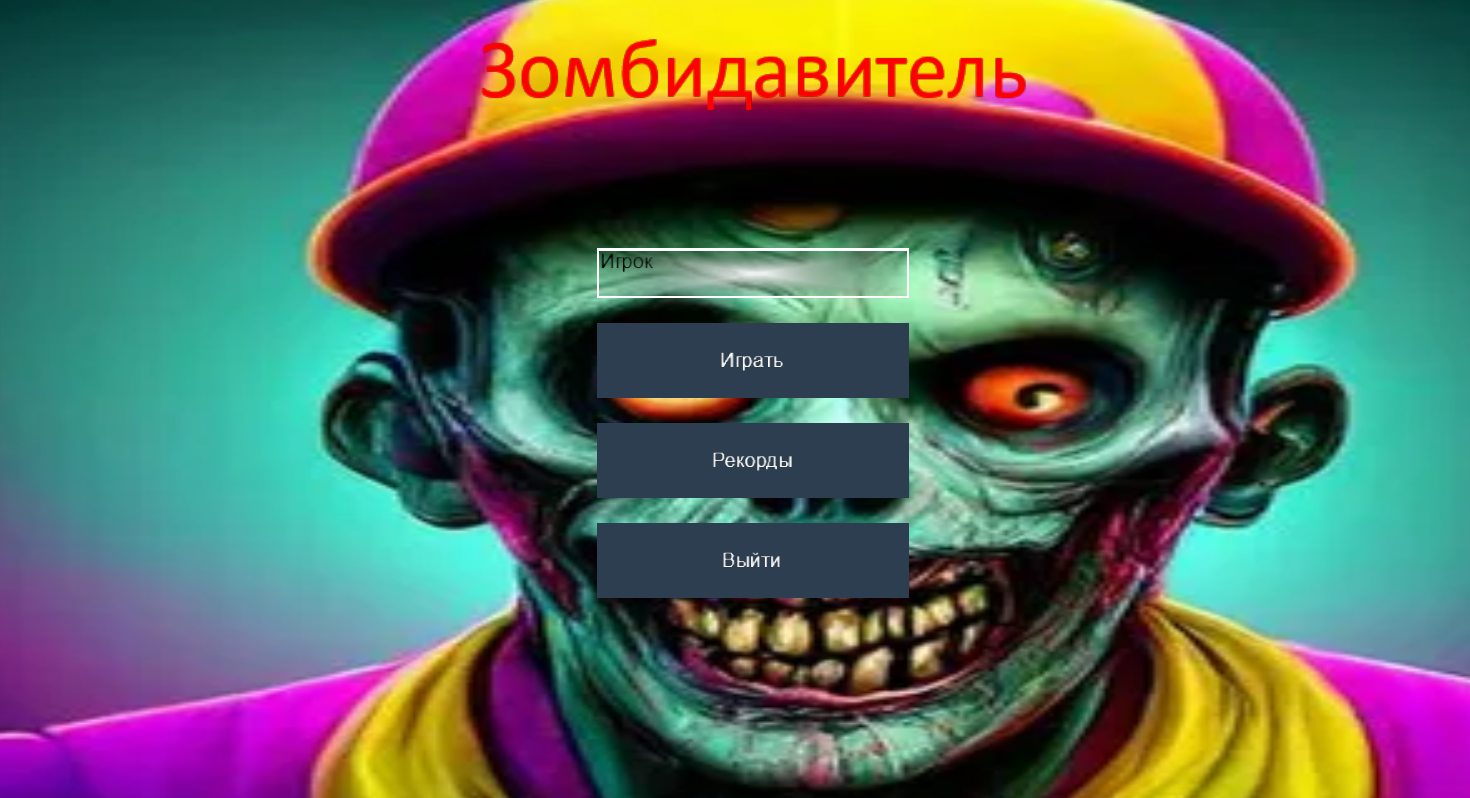 Зомбидавитель
Игрок
Играть
Рекорды
Выйти